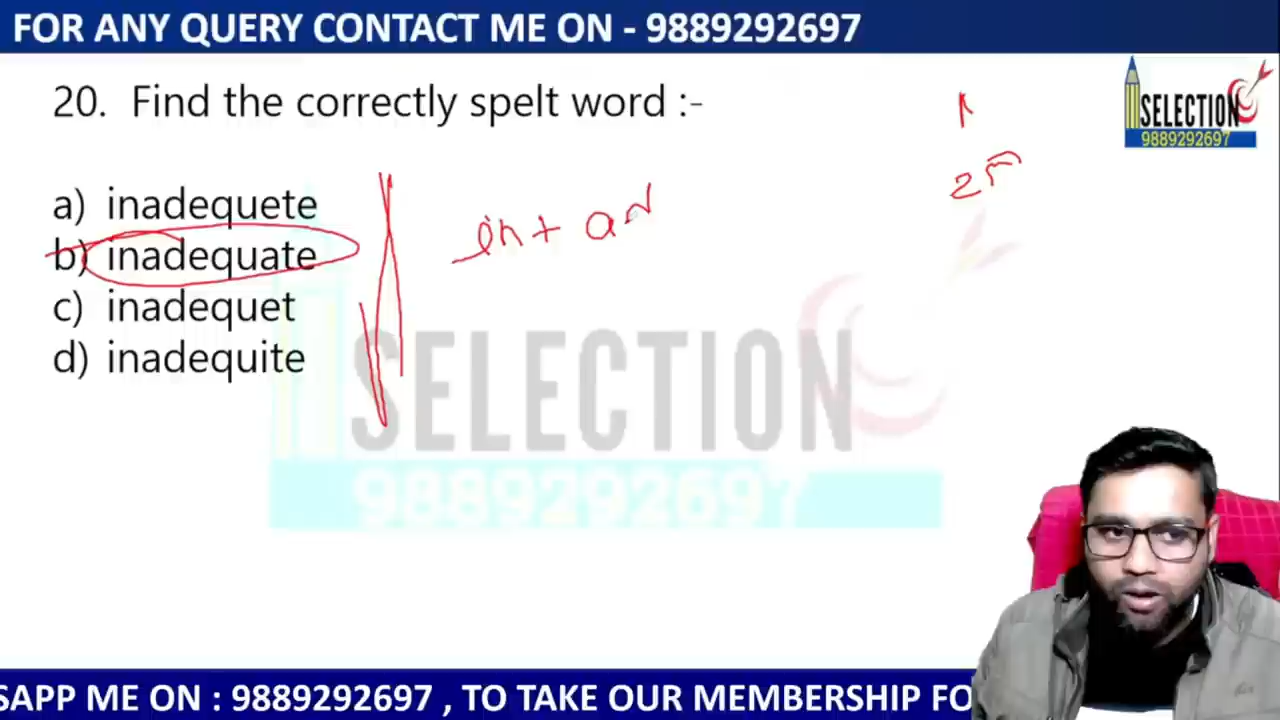 FOR ANY QUERY CONTACT ME ON - 9889292697
20. Find the correctly spelt word :-
SELECTION
9889292697
a) inadequete
b) inadequate
c) inadequet
d) inadequite
in + ad
SELECTION
9889292697
SAPP ME ON : 9889292697 , TO TAKE OUR MEMBERSHIP FO